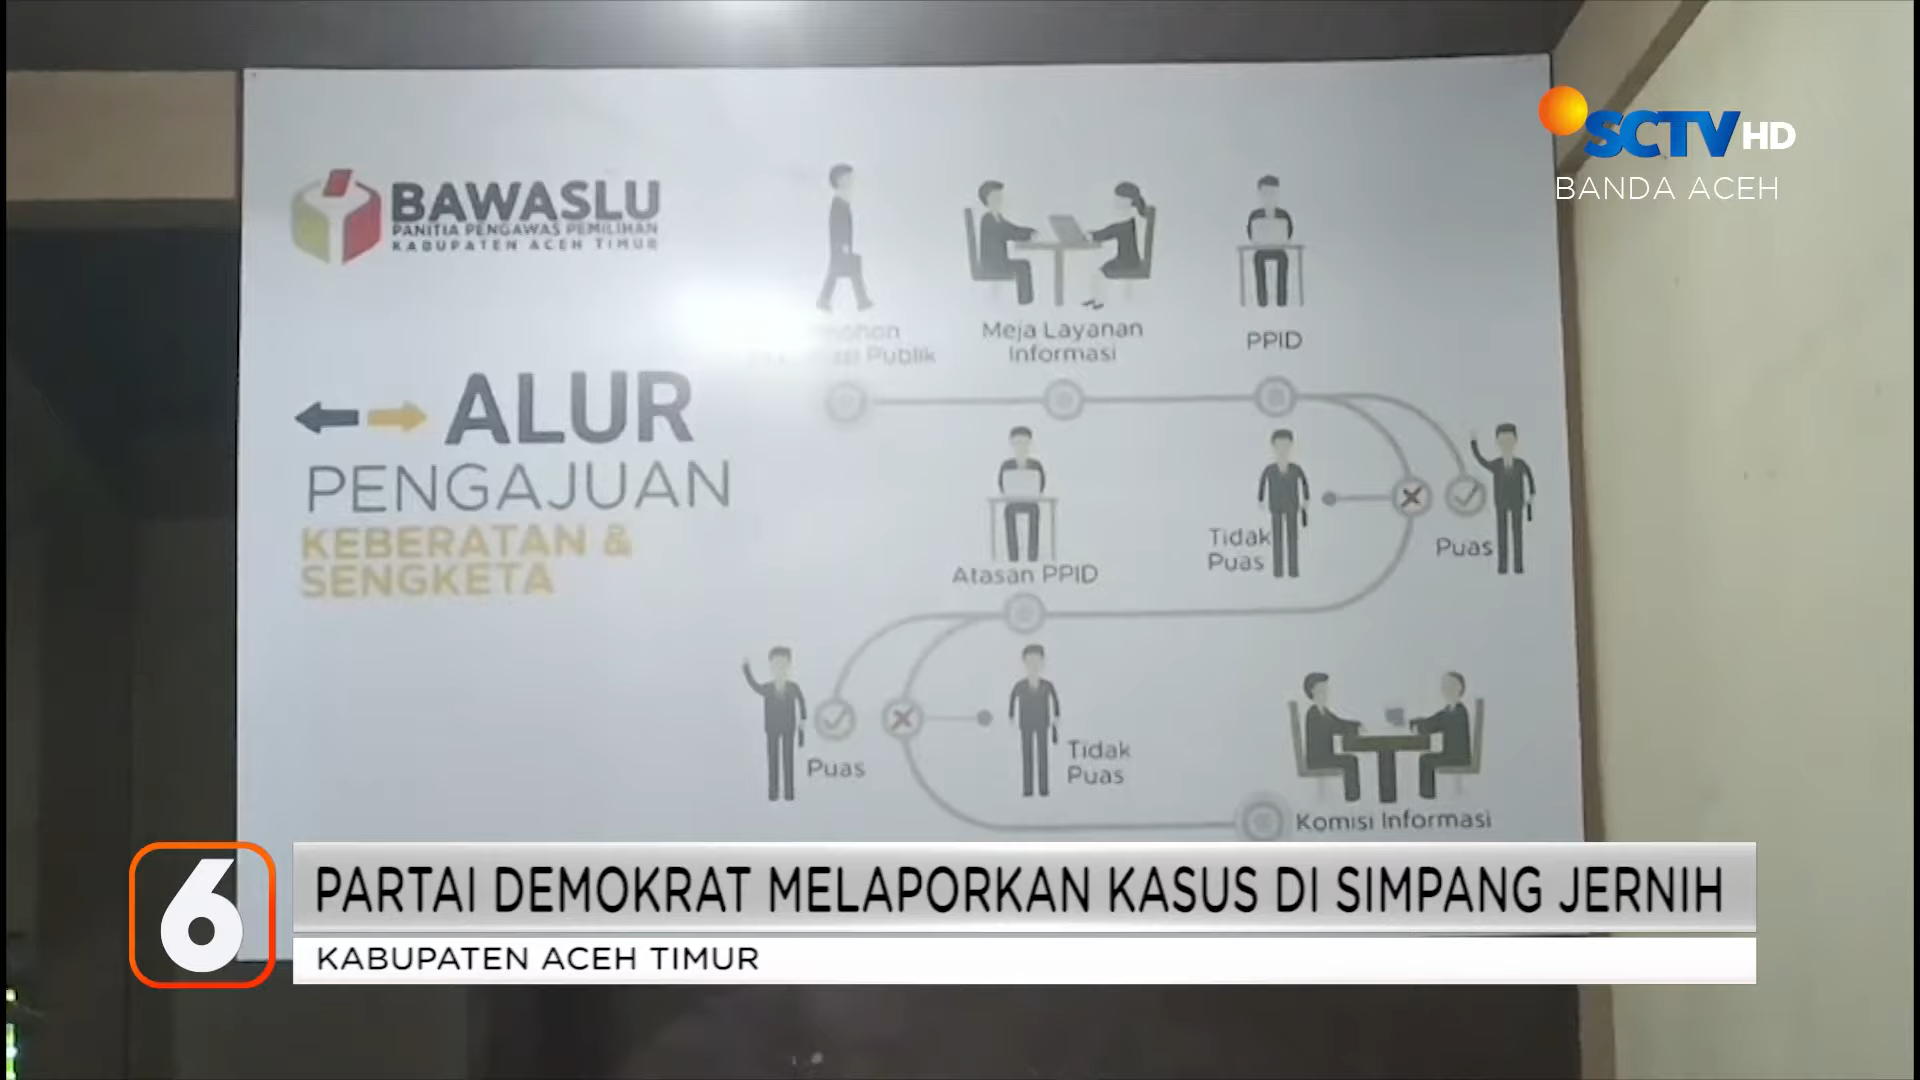 SCTV HD
BANDA ACEH
BAWASLU
PANITIA PENGAWAS PEMILIHAN
KABUPATEN ACEH TIMUR
ALUR
PENGAJUAN
KEBERATAN &
SENGKETA
Publik
Meja Layanan
Informasi
PPID
Tidak
Puas
Puas
Atasan PPID
Puas
Tidak
Puas
Komisi Informasi
6
PARTAI DEMOKRAT MELAPORKAN KASUS DI SIMPANG JERNIH
KABUPATEN ACEH TIMUR